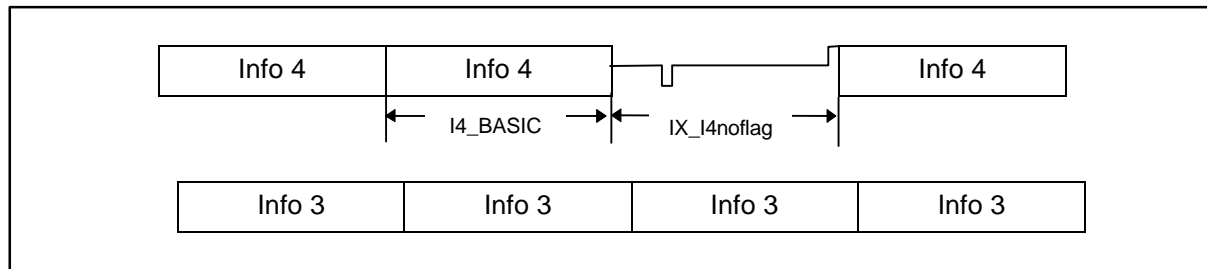 Info 4 Info 4 Info 4
I4_BASIC IX_I4noflag
Info 3 Info 3 Info 3 Info 3